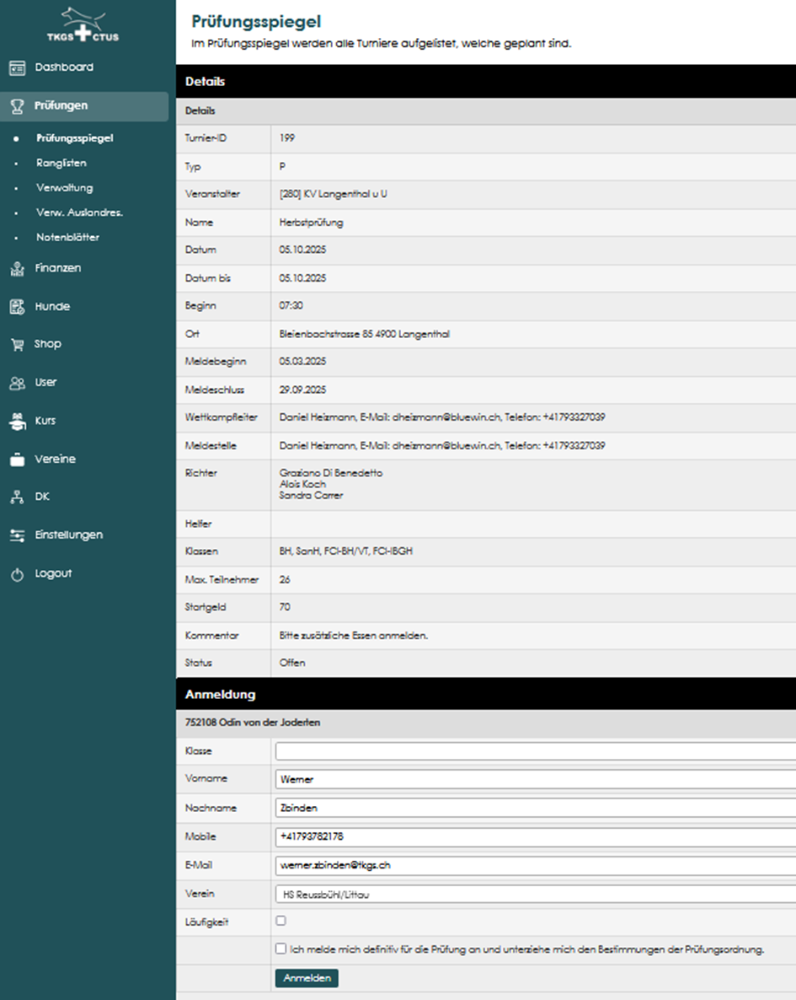 TKGS CTUS
Dashboard
Prüfungen
Prüfungsspiegel
Ranglisten
Verwaltung
Verw. Auslandres.
Notenblätter
Finanzen
Hunde
Shop
User
Kurs
Vereine
DK
Einstellungen
Logout
Prüfungsspiegel
Im Prüfungsspiegel werden alle Turniere aufgelistet, welche geplant sind.
Details
Details
Turnier-ID 199
Typ P
Veranstalter [280] KV Langenthal u U
Name Herbstprüfung
Datum 05.10.2025
Datum bis 05.10.2025
Beginn 07:30
Ort Bleienbachstrasse 85 4900 Langenthal
Meldebeginn 05.03.2025
Meldeschluss 29.09.2025
Wettkampfleiter Daniel Heizmann, E-Mail: dheizmann@bluewin.ch, Telefon: +41793327039
Meldestelle Daniel Heizmann, E-Mail: dheizmann@bluewin.ch, Telefon: +41793327039
Richter Graziano Di Benedetto
Alois Koch
Sandra Carrer
Helfer
Klassen BH, SanH, FCI-BH/VT, FCI-IBGH
Max. Teilnehmer 26
Startgeld 70
Kommentar Bitte zusätzliche Essen anmelden.
Status Offen
Anmeldung
752108 Odin von der Joderten
Klasse
Vorname Werner
Nachname Zbinden
Mobile +41793782178
E-Mail werner.zbinden@tkgs.ch
Verein HS Reussbühl/Littau
Läufigkeit
Ich melde mich definitiv für die Prüfung an und unterziehe mich den Bestimmungen der Prüfungsordnung.
Anmelden